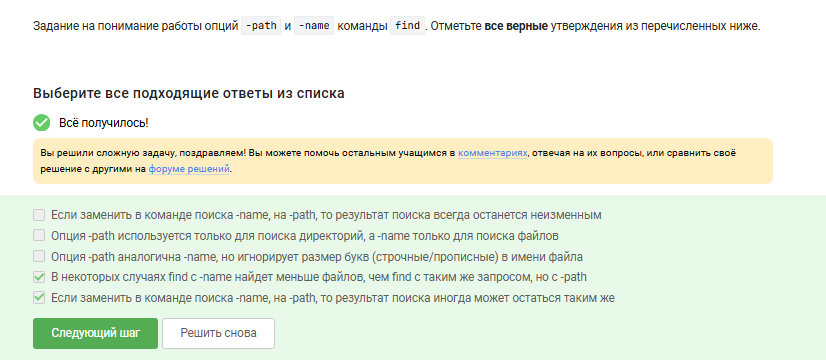 Задание на понимание работы опций -path и -name команды find. Отметьте все верные утверждения из перечисленных ниже.
Выберите все подходящие ответы из списка
Всё получилось!
Вы решили сложную задачу, поздравляем! Вы можете помочь остальным учащимся в комментариях, отвечая на их вопросы, или сравнить своё
решение с другими на форуме решений.
Если заменить в команде поиска -name, на -path, то результат поиска всегда останется неизменным
Опция -path используется только для поиска директорий, а -name только для поиска файлов
Опция -path аналогична -name, но игнорирует размер букв (строчные/прописные) в имени файла
В некоторых случаях find с -name найдет меньше файлов, чем find с таким же запросом, но с -path
Если заменить в команде поиска -name, на -path, то результат поиска иногда может остаться таким же
Следующий шаг Решить снова